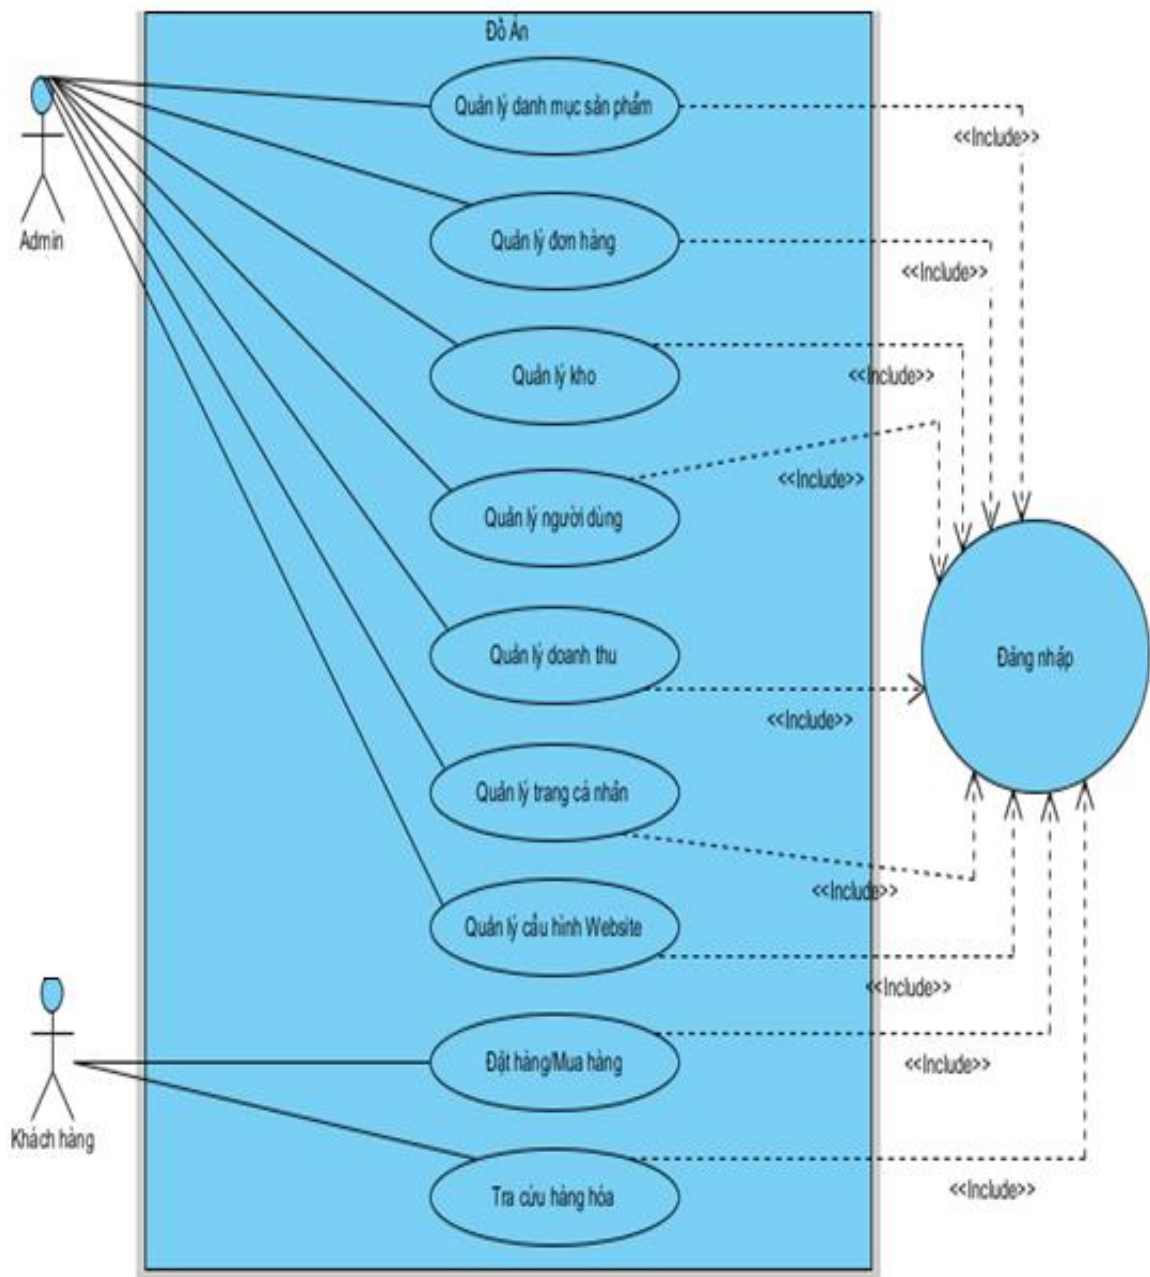 Đồ Án
Quản lý danh mục sản phẩm
<<Include>>
Admin
Quản lý đơn hàng
<<Include>>
Quản lý kho
<<Include>>
<<Include>>
Quản lý người dùng
Quản lý doanh thu
Đăng nhập
<<Include>>
Quản lý trang cá nhân
<<Include>>
Quản lý cấu hình Website
<<Include>>
Đặt hàng/Mua hàng
<<Include>>
Khách hàng
Tra cứu hàng hóa
<<Include>>